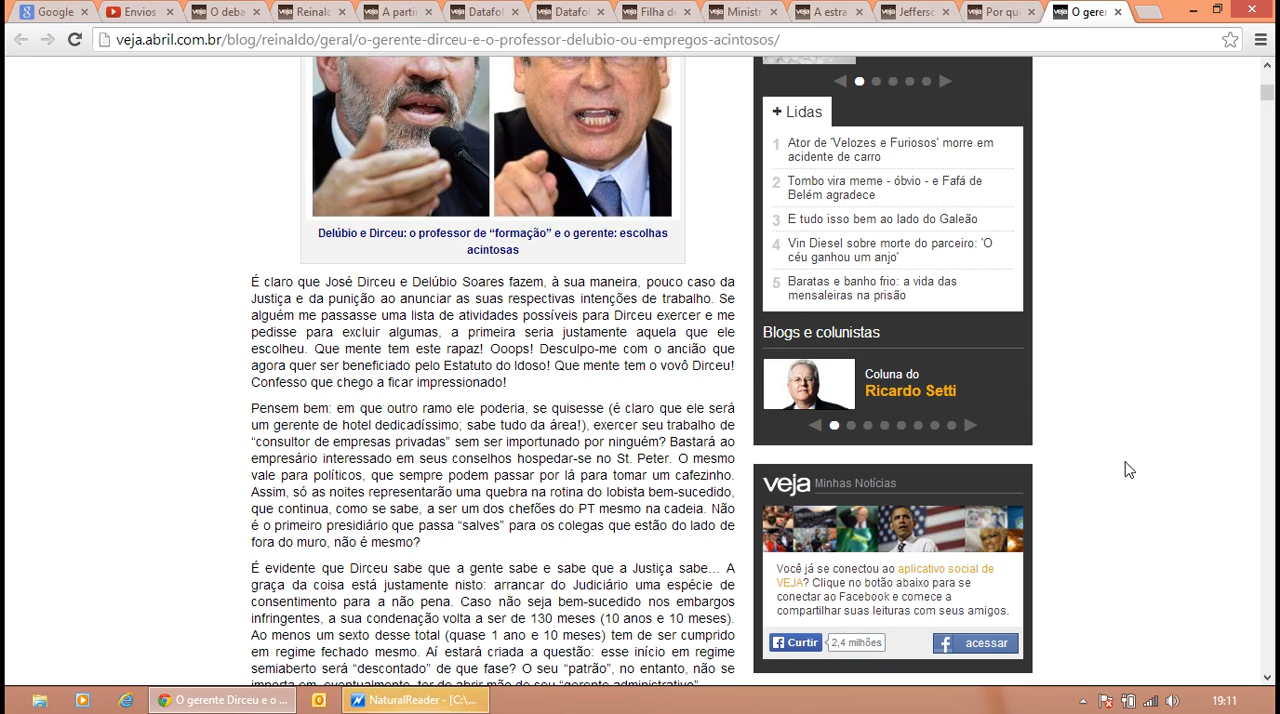 Google
Envios
O deba
Reinald
A partir
Datafol
Datafol
Filha de
Ministr
A estra
Jefferso
Por que
O geren
veja.abril.com.br/blog/reinaldo/geral/o-gerente-dirceu-e-o-professor-delubio-ou-empregos-acintosos/
Delúbio e Dirceu: o professor de “formação” e o gerente: escolhas
acintosas
É claro que José Dirceu e Delúbio Soares fazem, à sua maneira, pouco caso da
Justiça e da punição ao anunciar as suas respectivas intenções de trabalho. Se
alguém me passasse uma lista de atividades possíveis para Dirceu exercer e me
pedisse para excluir algumas, a primeira seria justamente aquela que ele
escolheu. Que mente tem este rapaz! Ooops! Desculpo-me com o ancião que
agora quer ser beneficiado pelo Estatuto do Idoso! Que mente tem o vovô Dirceu!
Confesso que chego a ficar impressionado!
Pensem bem: em que outro ramo ele poderia, se quisesse (é claro que ele será
um gerente de hotel dedicadíssimo; sabe tudo da área!), exercer seu trabalho de
“consultor de empresas privadas” sem ser importunado por ninguém? Bastará ao
empresário interessado em seus conselhos hospedar-se no St. Peter. O mesmo
vale para políticos, que sempre podem passar por lá para tomar um cafezinho.
Assim, só as noites representarão uma quebra na rotina do lobista bem-sucedido,
que continua, como se sabe, a ser um dos chefões do PT mesmo na cadeia. Não
é o primeiro presidiário que passa “salves” para os colegas que estão do lado de
fora do muro, não é mesmo?
É evidente que Dirceu sabe que a gente sabe e sabe que a Justiça sabe… A
graça da coisa está justamente nisto: arrancar do Judiciário uma espécie de
consentimento para a não pena. Caso não seja bem-sucedido nos embargos
infringentes, a sua condenação volta a ser de 130 meses (10 anos e 10 meses).
Ao menos um sexto desse total (quase 1 ano e 10 meses) tem de ser cumprido
em regime fechado mesmo. Aí estará criada a questão: esse início em regime
semiaberto será “descontado” de que fase? O seu “patrão”, no entanto, não se
importa em, eventualmente, ter de abrir mão de seu “gerente administrativo”
+ Lidas
1 Ator de 'Velozes e Furiosos' morre em
acidente de carro
2 Tombo vira meme - óbvio - e Fafá de
Belém agradece
3 E tudo isso bem ao lado do Galeão
4 Vin Diesel sobre morte do parceiro: 'O
céu ganhou um anjo'
5 Baratas e banho frio: a vida das
mensaleiras na prisão
Blogs e colunistas
Coluna do
Ricardo Setti
veja Minhas Notícias
Você já se conectou ao aplicativo social de
VEJA? Clique no botão abaixo para se
conectar ao Facebook e comece a
compartilhar suas leituras com seus amigos.
Curtir 2,4 milhões acessar
O gerente Dirceu e o ...
NaturalReader - [C:\...
19:11